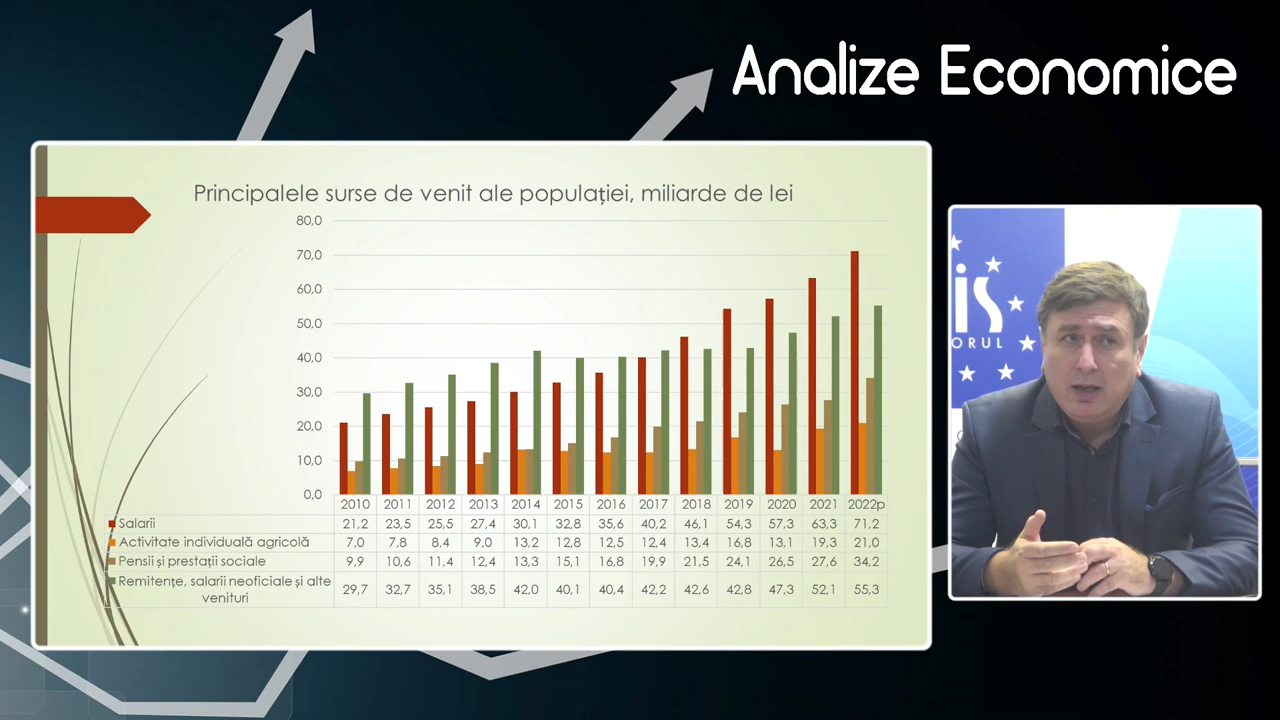 Analize Economice
Principalele surse de venit ale populației, miliarde de lei
80,0
70,0
60,0
50,0
40,0
30,0
20,0
10,0
0,0
2010 2011 2012 2013 2014 2015 2016 2017 2018 2019 2020 2021 2022p
Salarii 21,2 23,5 25,5 27,4 30,1 32,8 35,6 40,2 46,1 54,3 57,3 63,3 71,2
Activitate individuală agricolă 7,0 7,8 8,4 9,0 13,2 12,8 12,5 12,4 13,4 16,8 13,1 19,3 21,0
Pensii și prestații sociale 9,9 10,6 11,4 12,4 13,3 15,1 16,8 19,9 21,5 24,1 26,5 27,6 34,2
Remitențe, salarii neoficiale și alte
venituri 29,7 32,7 35,1 38,5 42,0 40,1 40,4 42,2 42,6 42,8 47,3 52,1 55,3
is
ORUL